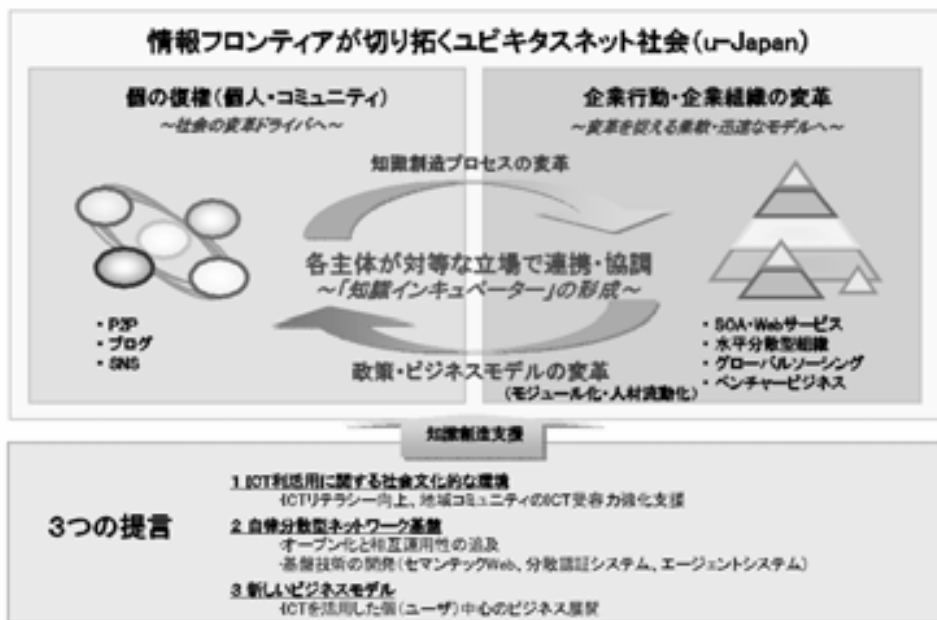 情報フロンティアが切り拓くユビキタスネット社会(u-Japan)
個の復権(個人・コミュニティ)
～社会の変革ドライバへ～
企業行動・企業組織の変革
～変革を捉える柔軟・迅速なモデルへ～
知識創造プロセスの変革
各主体が対等な立場で連携・協調
～「知識インキュベーター」の形成～
・P2P
・ブログ
・SNS
・SOA・Webサービス
・水平分散型組織
・グローバルソーシング
・ベンチャービジネス
政策・ビジネスモデルの変革
(モジュール化・人材流動化)
知識創造支援
3つの提言
1 ICT利活用に関する社会文化的な環境
・ICTリテラシー向上、地域コミュニティのICT受容力強化支援
2 自律分散型ネットワーク基盤
・オープン化と相互運用性の追及
・基盤技術の開発(セマンテックWeb、分散認証システム、エージェントシステム)
3 新しいビジネスモデル
・ICTを活用した個(ユーザ)中心のビジネス展開